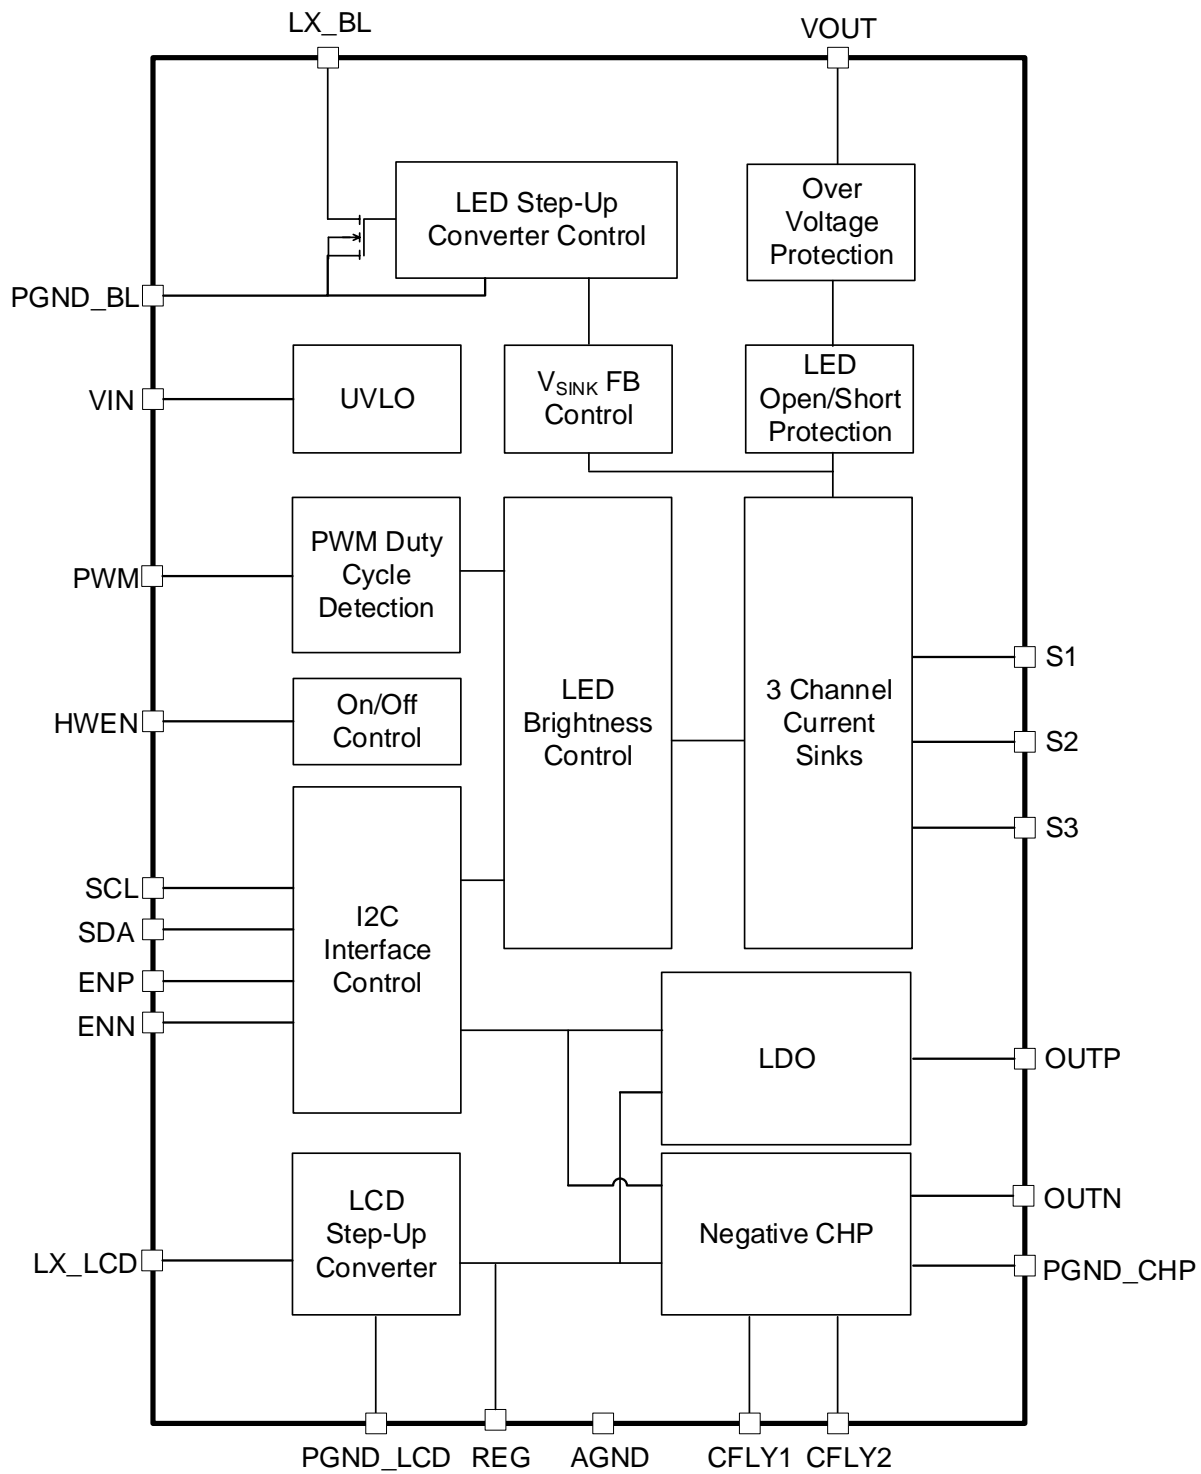 LX_BL
VOUT
LED Step-Up
Converter Control
Over
Voltage
Protection
PGND_BL
VIN
UVLO
VSINK FB
Control
LED
Open/Short
Protection
PWM
PWM Duty
Cycle
Detection
HWEN
On/Off
Control
LED
Brightness
Control
3 Channel
Current
Sinks
S1
S2
S3
SCL
SDA
ENP
ENN
I2C
Interface
Control
LDO
OUTP
LX_LCD
LCD
Step-Up
Converter
Negative CHP
OUTN
PGND_CHP
PGND_LCD
REG
AGND
CFLY1
CFLY2